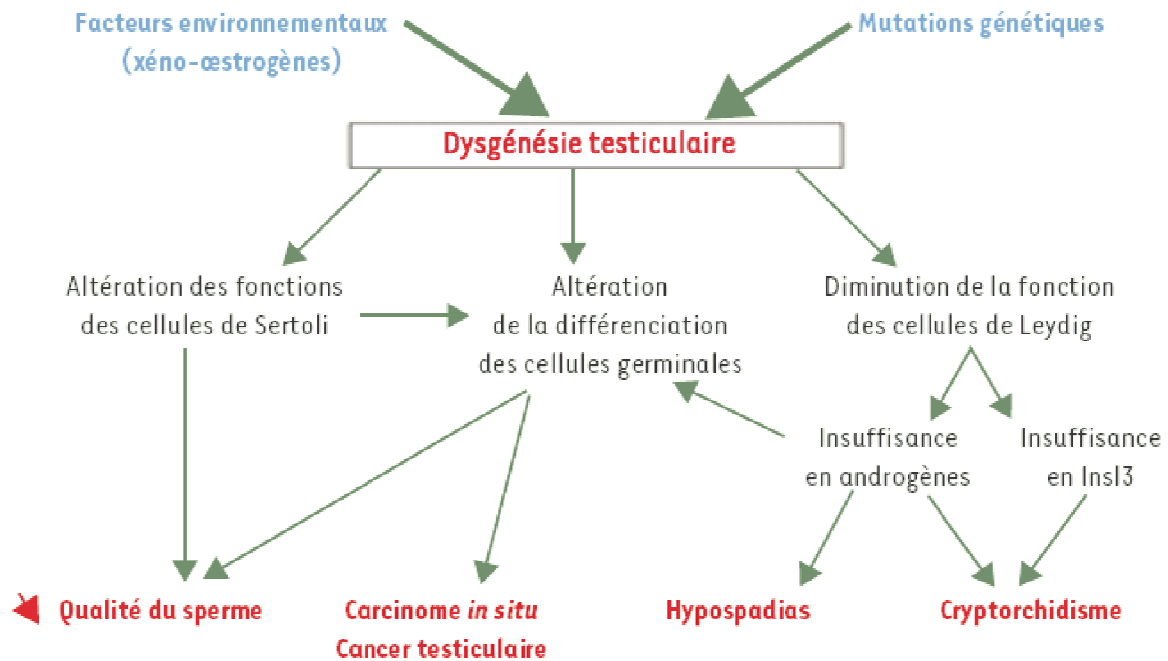 Facteurs environnementaux
(xéno-œstrogènes)
Mutations génétiques
Dysgénésie testiculaire
Altération des fonctions
des cellules de Sertoli
Altération
de la différenciation
des cellules germinales
Diminution de la fonction
des cellules de Leydig
Insuffisance
en androgènes
Insuffisance
en Insl3
Qualité du sperme
Carcinome in situ
Cancer testiculaire
Hypospadias
Cryptorchidisme